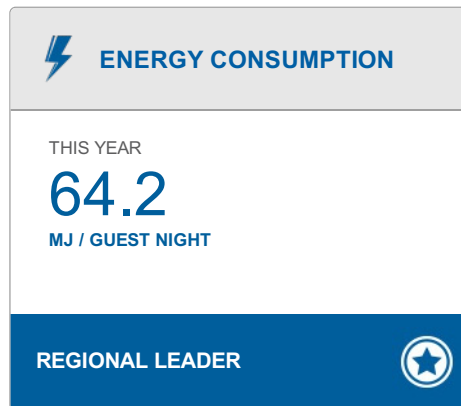 ENERGY CONSUMPTION
THIS YEAR
64.2
MJ / GUEST NIGHT
REGIONAL LEADER